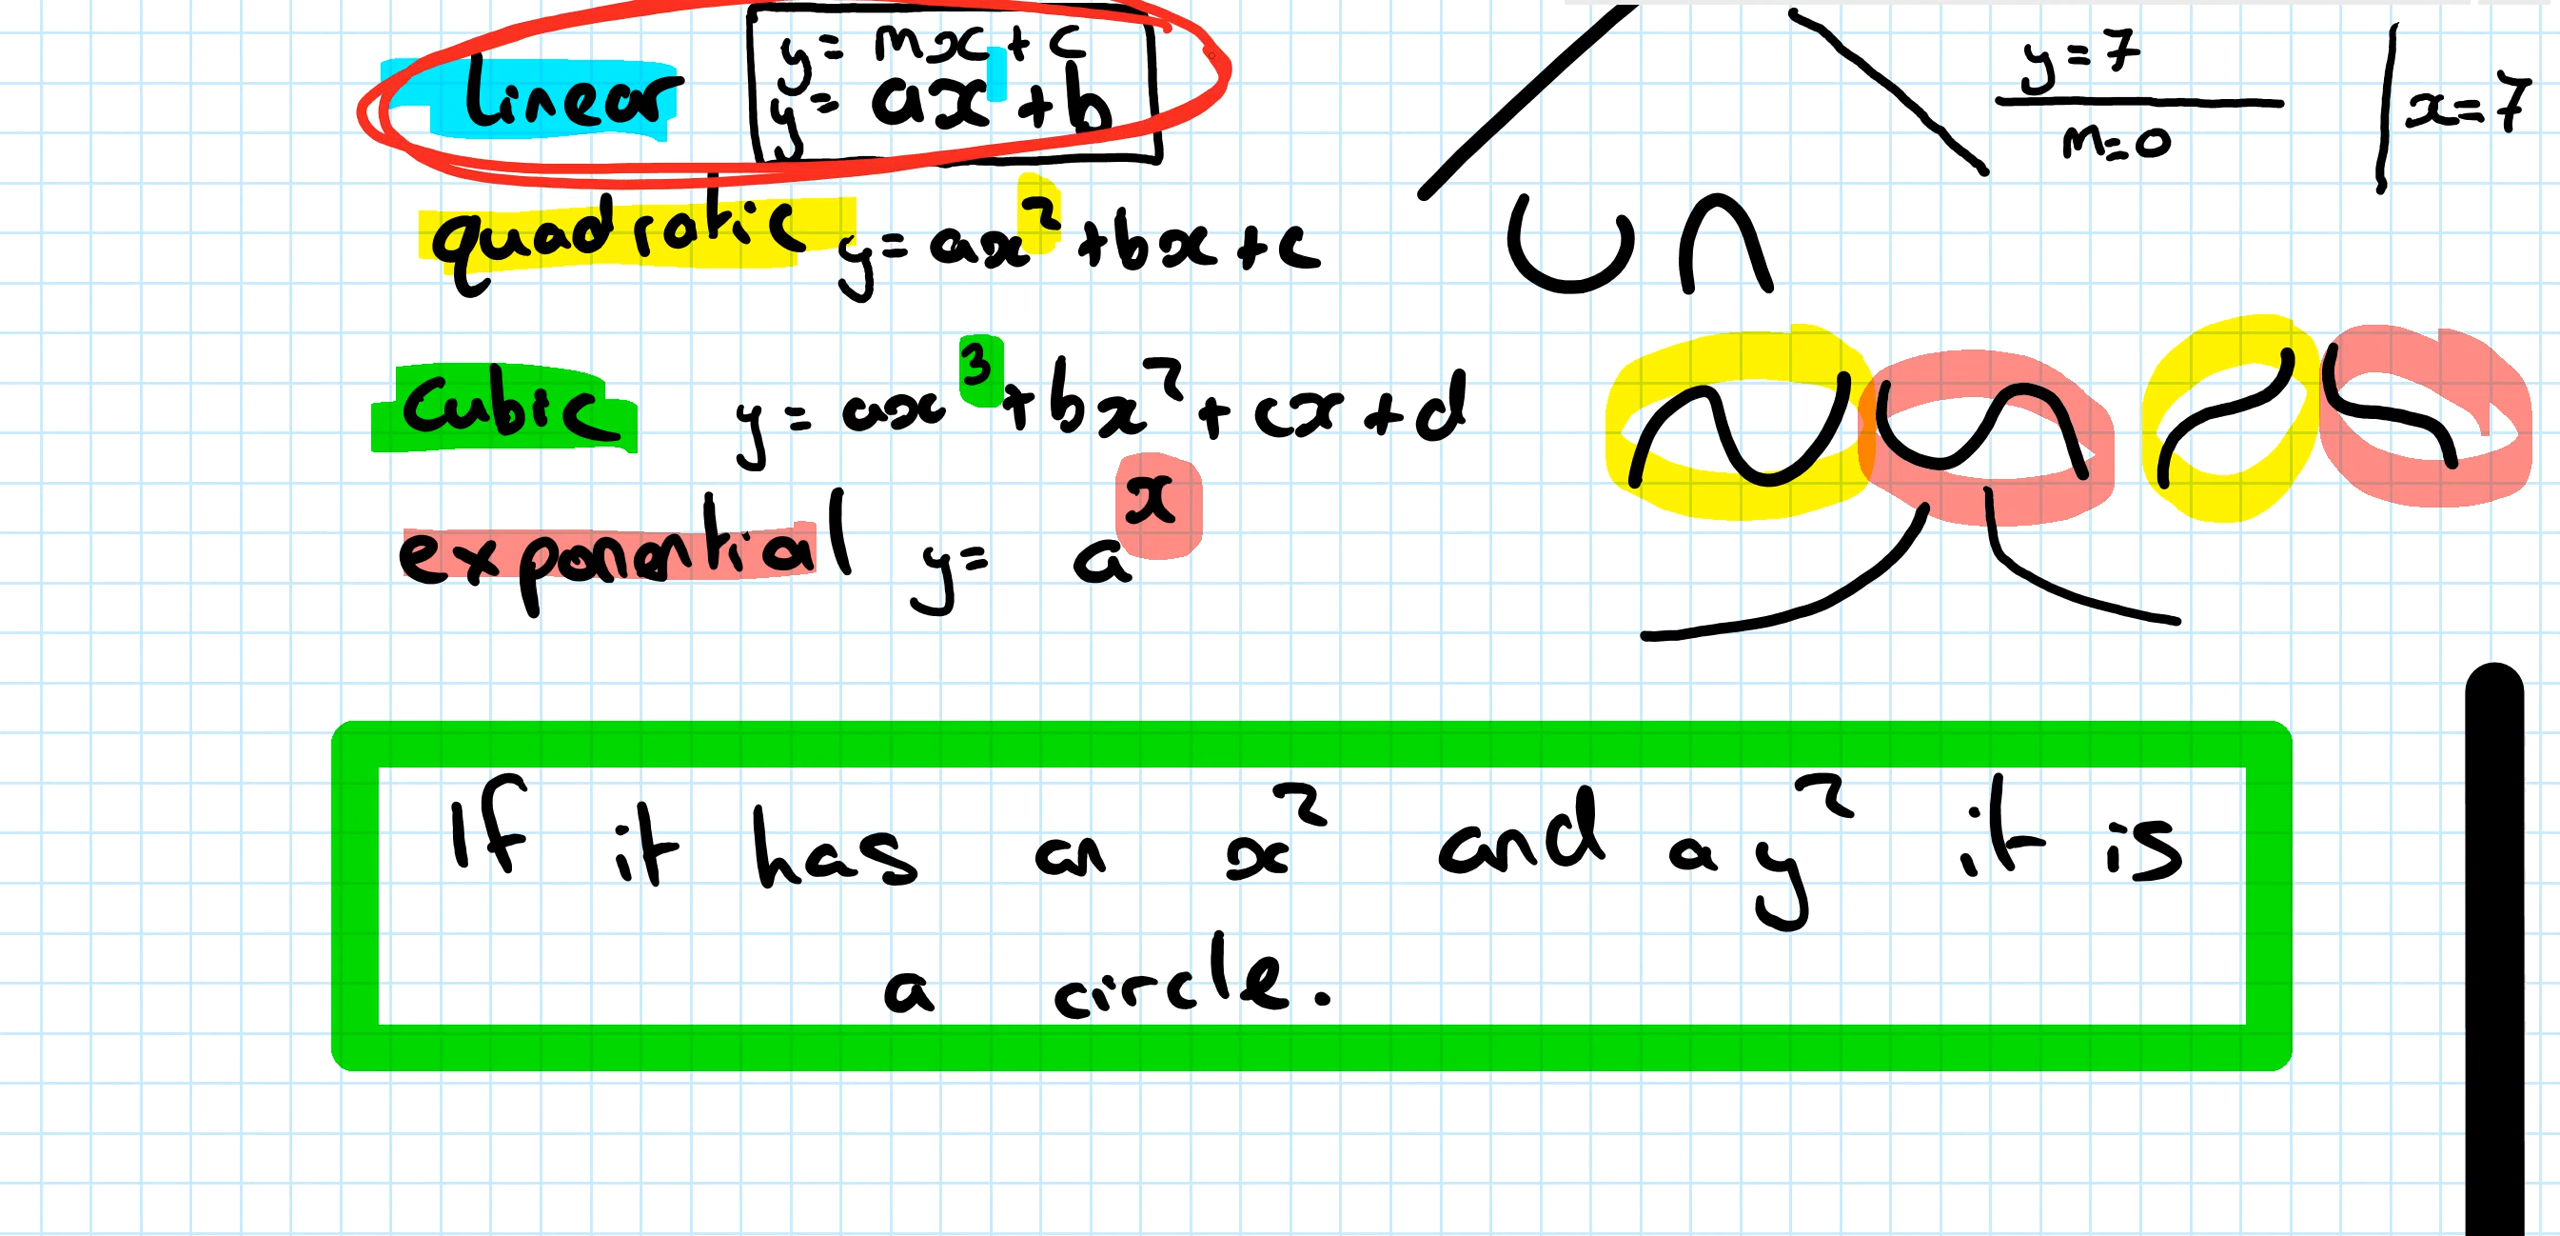 linear y = mx + c
y = ax + b
y = 7
m = 0
x = 7
quadratic y = ax² + bx + c
cubic y = ax³ + bx² + cx + d
exponential y = aˣ
If it has an x² and a y² it is
a circle.